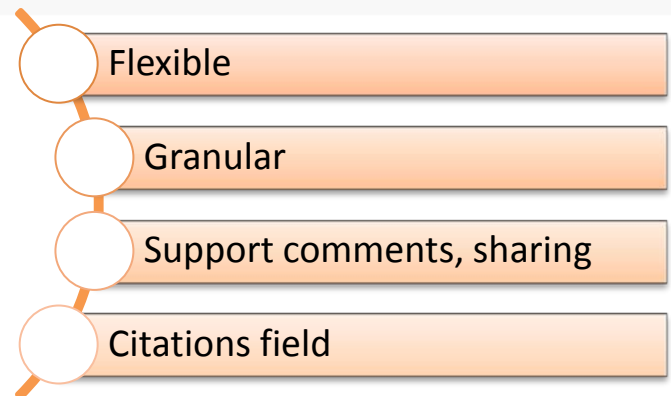 Flexible
Granular
Support comments, sharing
Citations field